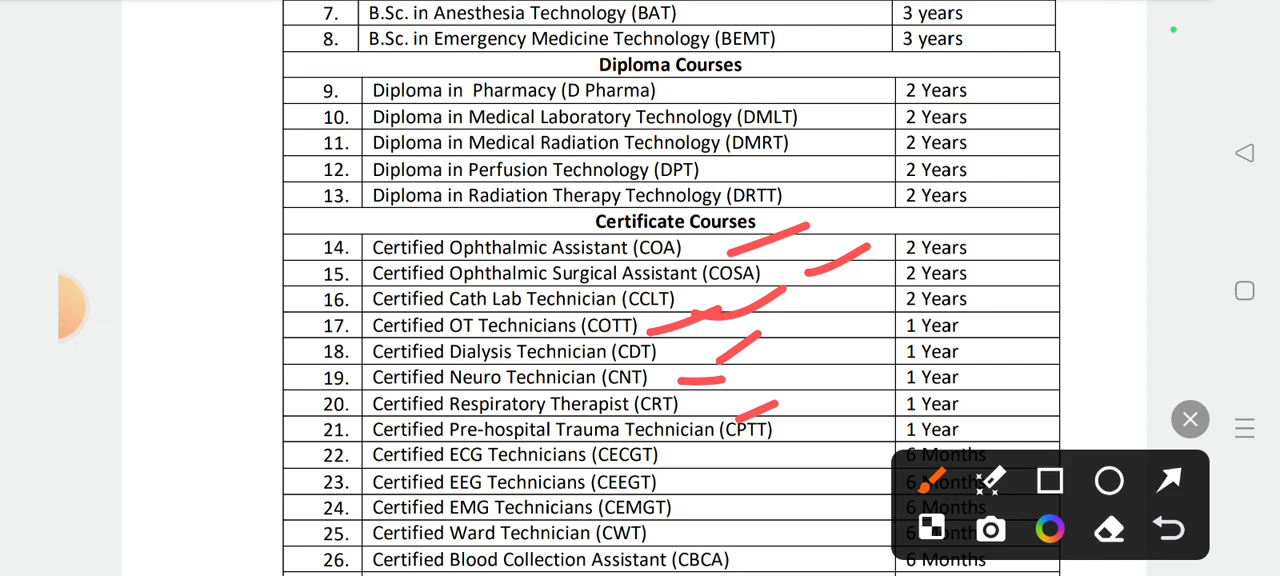 7. B.Sc. in Anesthesia Technology (BAT) 3 years
8. B.Sc. in Emergency Medicine Technology (BEMT) 3 years
Diploma Courses
9. Diploma in Pharmacy (D Pharma) 2 Years
10. Diploma in Medical Laboratory Technology (DMLT) 2 Years
11. Diploma in Medical Radiation Technology (DMRT) 2 Years
12. Diploma in Perfusion Technology (DPT) 2 Years
13. Diploma in Radiation Therapy Technology (DRTT) 2 Years
Certificate Courses
14. Certified Ophthalmic Assistant (COA) 2 Years
15. Certified Ophthalmic Surgical Assistant (COSA) 2 Years
16. Certified Cath Lab Technician (CCLT) 2 Years
17. Certified OT Technicians (COTT) 1 Year
18. Certified Dialysis Technician (CDT) 1 Year
19. Certified Neuro Technician (CNT) 1 Year
20. Certified Respiratory Therapist (CRT) 1 Year
21. Certified Pre-hospital Trauma Technician (CPTT) 1 Year
22. Certified ECG Technicians (CECGT) 6 Months
23. Certified EEG Technicians (CEEGT) 6 Months
24. Certified EMG Technicians (CEMGT) 6 Months
25. Certified Ward Technician (CWT) 6 Months
26. Certified Blood Collection Assistant (CBCA) 6 Months